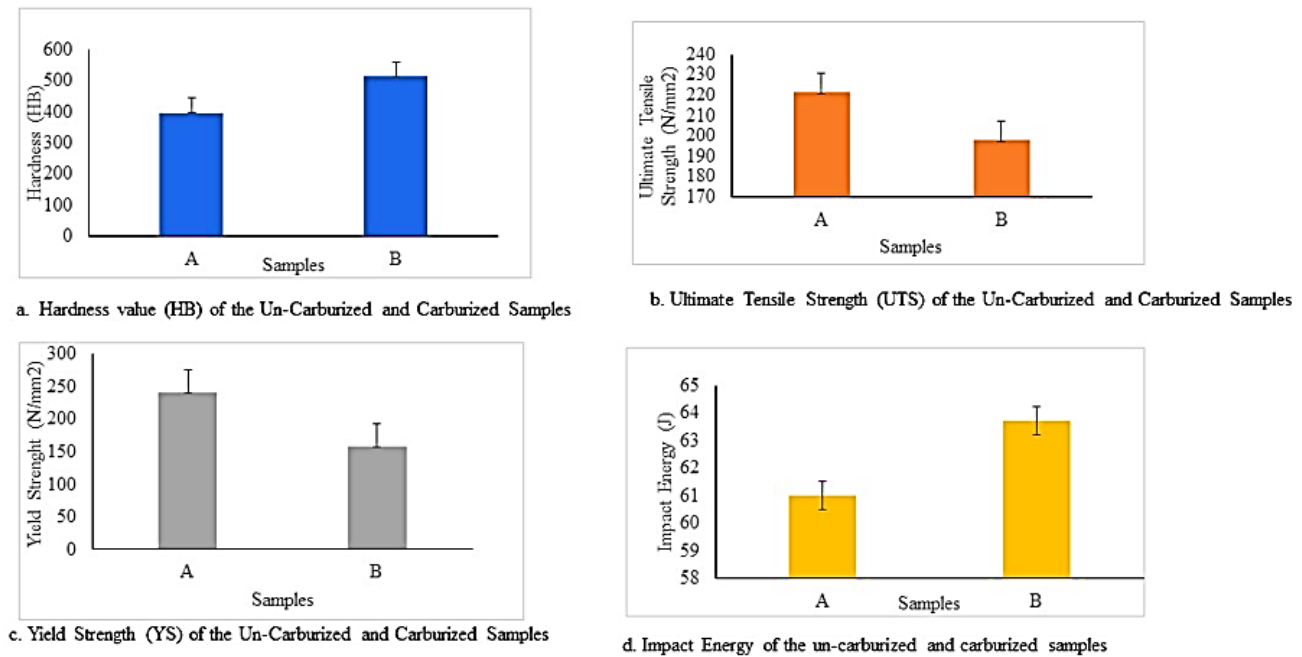 Hardness (HB)
600
500
400
300
200
100
0
A
B
Samples
a. Hardness value (HB) of the Un-Carburized and Carburized Samples
Ultimate Tensile
Strength (N/mm2)
240
230
220
210
200
190
180
170
A
B
Samples
b. Ultimate Tensile Strength (UTS) of the Un-Carburized and Carburized Samples
Yield Strenght (N/mm2)
300
250
200
150
100
50
0
A
B
Samples
c. Yield Strength (YS) of the Un-Carburized and Carburized Samples
Impact Energy (J)
65
64
63
62
61
60
59
58
A
Samples
B
d. Impact Energy of the un-carburized and carburized samples